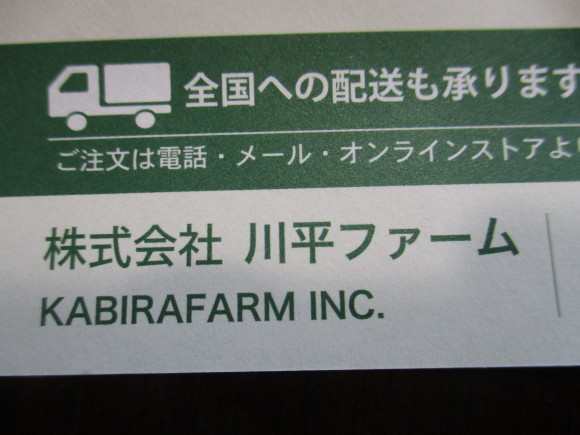 全国への配送も承ります
ご注文は電話・メール・オンラインストアよ
株式会社 川平ファーム
KABIRAFARM INC.